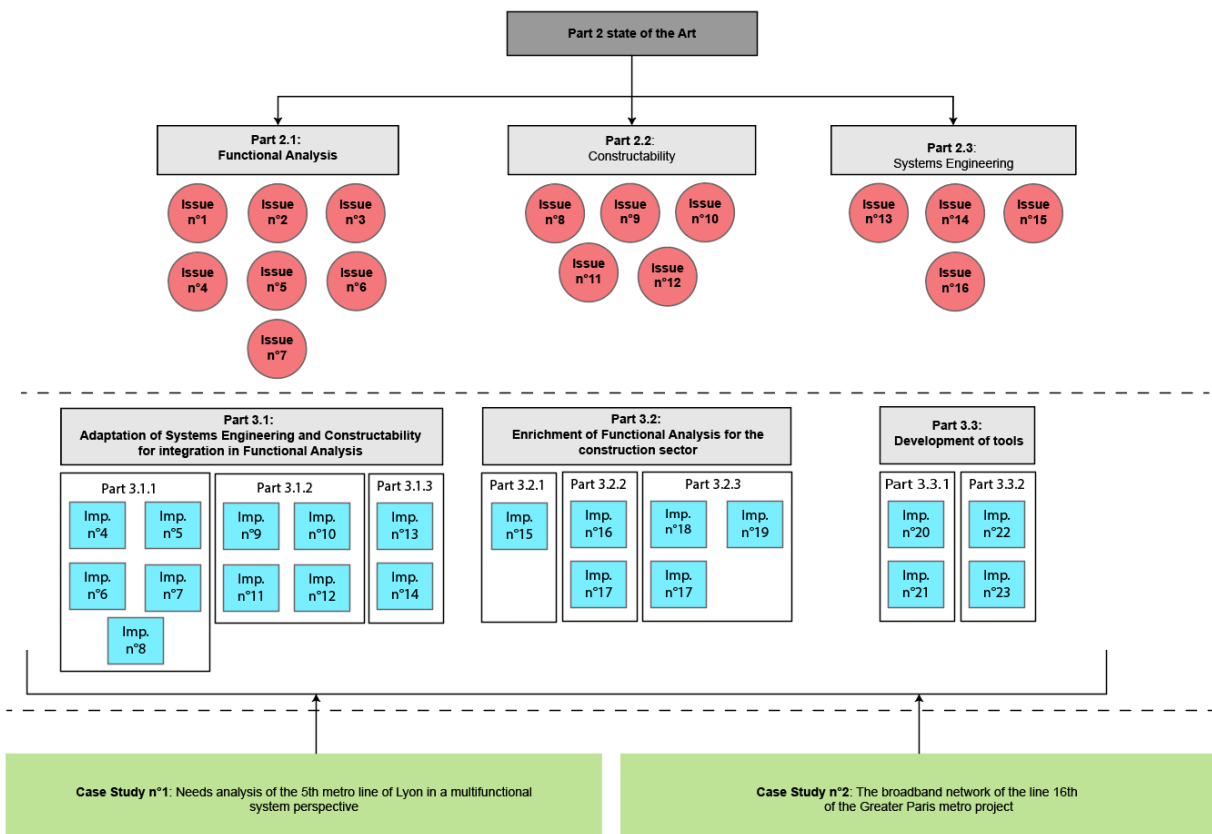 Part 2 state of the Art
Part 2.1:
Functional Analysis
Part 2.2:
Constructability
Part 2.3:
Systems Engineering
Issue
n°1
Issue
n°2
Issue
n°3
Issue
n°4
Issue
n°5
Issue
n°6
Issue
n°7
Issue
n°8
Issue
n°9
Issue
n°10
Issue
n°11
Issue
n°12
Issue
n°13
Issue
n°14
Issue
n°15
Issue
n°16
Part 3.1:
Adaptation of Systems Engineering and Constructability
for integration in Functional Analysis
Part 3.1.1
Imp.
n°4
Imp.
n°5
Imp.
n°6
Imp.
n°7
Imp.
n°8
Part 3.1.2
Imp.
n°9
Imp.
n°10
Imp.
n°11
Imp.
n°12
Part 3.1.3
Imp.
n°13
Imp.
n°14
Part 3.2:
Enrichment of Functional Analysis for the
construction sector
Part 3.2.1
Imp.
n°15
Part 3.2.2
Imp.
n°16
Imp.
n°17
Part 3.2.3
Imp.
n°18
Imp.
n°19
Imp.
n°17
Part 3.3:
Development of tools
Part 3.3.1
Imp.
n°20
Imp.
n°21
Part 3.3.2
Imp.
n°22
Imp.
n°23
Case Study n°1: Needs analysis of the 5th metro line of Lyon in a multifunctional
system perspective
Case Study n°2: The broadband network of the line 16th
of the Greater Paris metro project